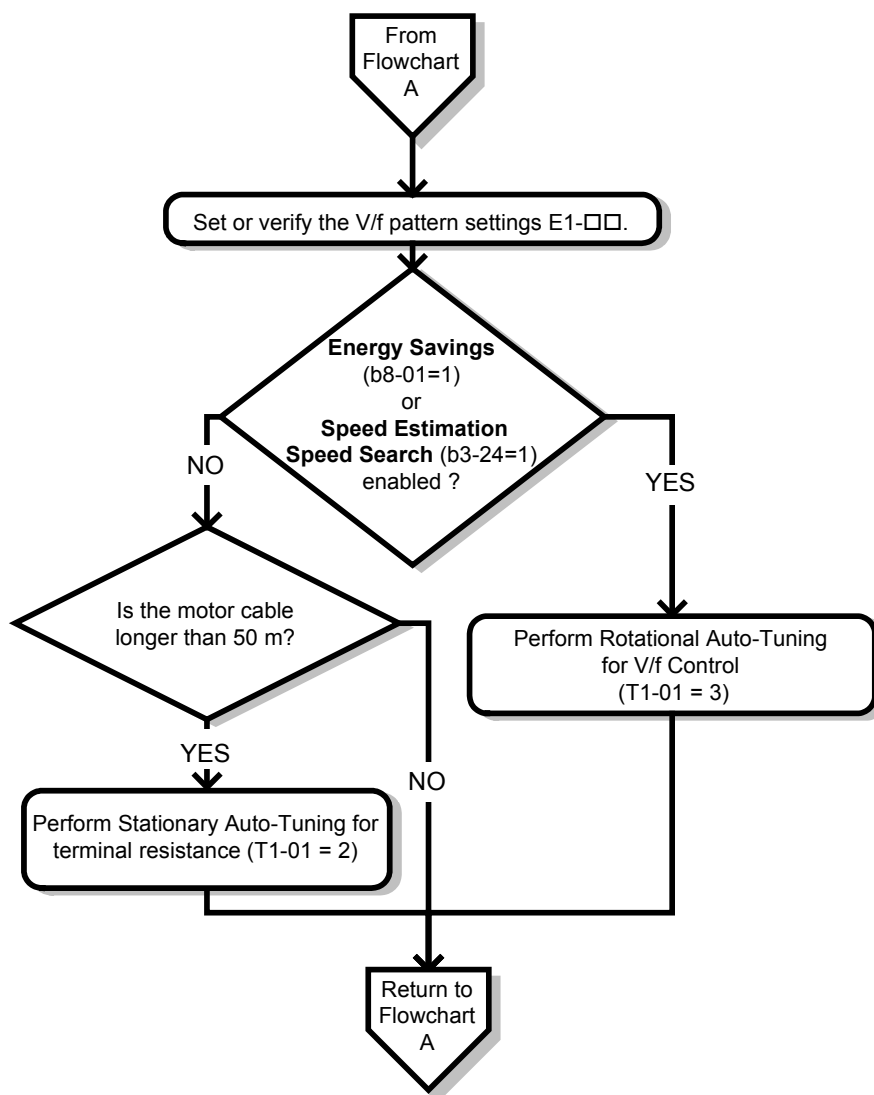 From
Flowchart
A
Set or verify the V/f pattern settings E1-□□.
Energy Savings
(b8-01=1)
or
Speed Estimation
Speed Search (b3-24=1)
enabled ?
NO
YES
Is the motor cable
longer than 50 m?
Perform Rotational Auto-Tuning
for V/f Control
(T1-01 = 3)
YES
NO
Perform Stationary Auto-Tuning for
terminal resistance (T1-01 = 2)
Return to
Flowchart
A